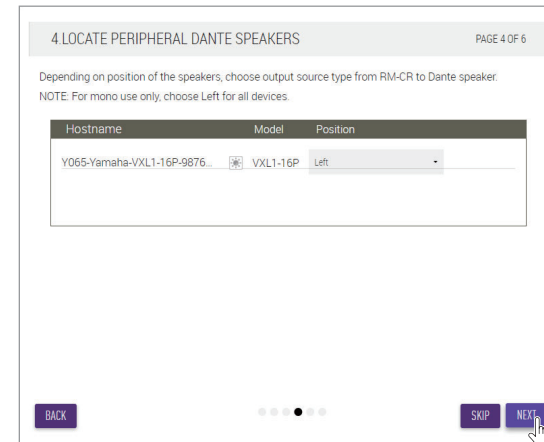 4.LOCATE PERIPHERAL DANTE SPEAKERS PAGE 4 OF 6
Depending on position of the speakers, choose output source type from RM-CR to Dante speaker.
NOTE: For mono use only, choose Left for all devices.
Hostname Model Position
Y065-Yamaha-VXL1-16P-9876... VXL1-16P Left
BACK SKIP NEXT